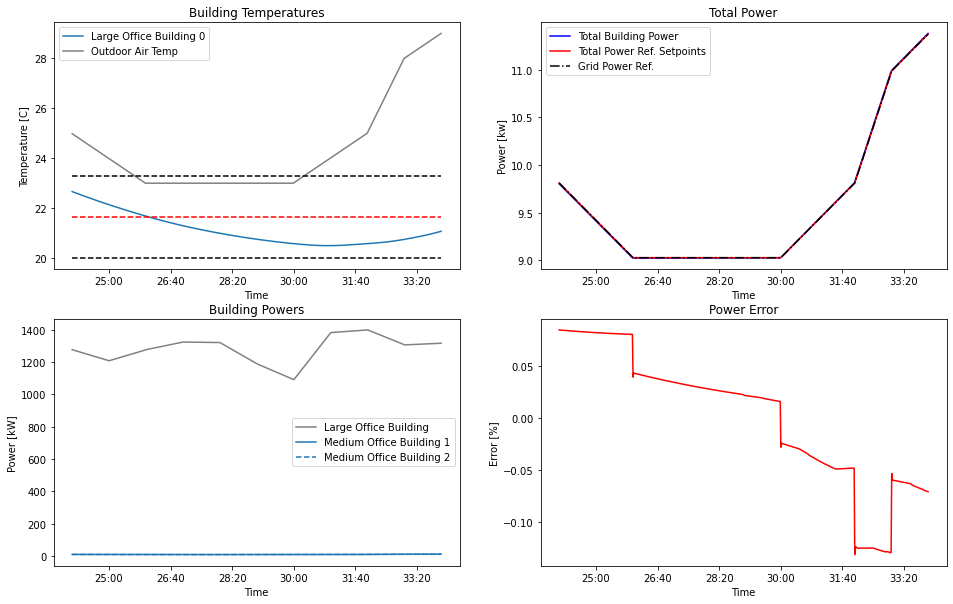 Building Temperatures
Large Office Building 0
Outdoor Air Temp
Temperature [C]
28
26
24
22
20
25:00 26:40 28:20 30:00 31:40 33:20
Time
Total Power
Total Building Power
Total Power Ref. Setpoints
Grid Power Ref.
Power [kw]
11.0
10.5
10.0
9.5
9.0
25:00 26:40 28:20 30:00 31:40 33:20
Time
Building Powers
Power [kW]
1400
1200
1000
800
600
400
200
0
Large Office Building
Medium Office Building 1
Medium Office Building 2
25:00 26:40 28:20 30:00 31:40 33:20
Time
Power Error
Error [%]
0.05
0.00
−0.05
−0.10
25:00 26:40 28:20 30:00 31:40 33:20
Time